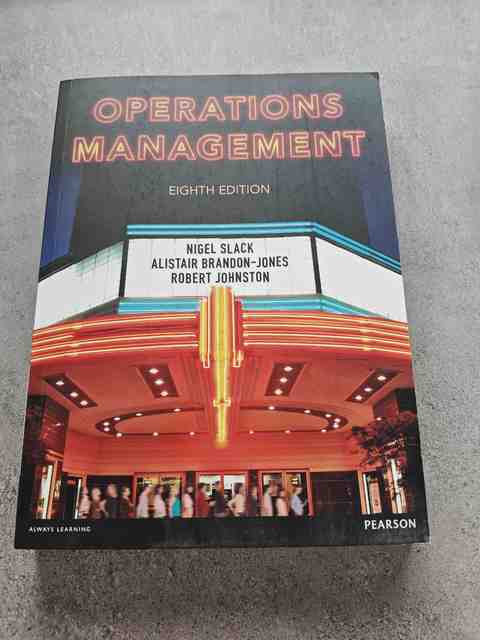 OPERATIONS
MANAGEMENT
EIGHTH EDITION
NIGEL SLACK
ALISTAIR BRANDON-JONES
ROBERT JOHNSTON
ALWAYS LEARNING
PEARSON